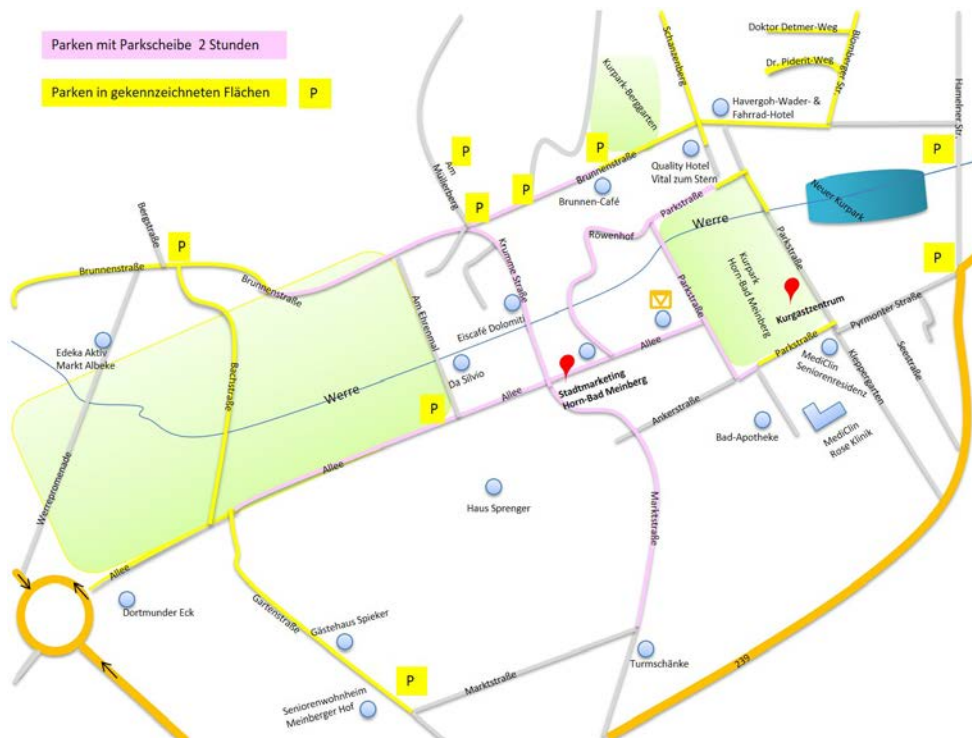 Parken mit Parkscheibe 2 Stunden
Parken in gekennzeichneten Flächen P
Schanzenberg
Doktor Detmer-Weg
Dr. Piderit-Weg
Blomberger Str.
Hamelner Str.
Kurpark-Berggarten
Havergoh-Wader- &
Fahrrad-Hotel
P
P
P
P
Am
Müllerberg
Brunnenstraße
Quality Hotel
Vital zum Stern
Brunnen-Café
Neuer Kurpark
P
Bergstraße
P
Krumme Straße
Röwenhof
Parkstraße
Werre
Parkstraße
P
Brunnenstraße
Brunnenstraße
Am Ehrenmal
Eiscafé Dolomiti
Parkstraße
Kurpark
Horn-Bad Meinberg
Kurgastzentrum
Pyrmonter Straße
Edeka Aktiv
Markt Albeke
Bachstraße
Werre
Da Silvio
Allee
Stadtmarketing
Horn-Bad Meinberg
Parkstraße
MediClin
Seniorenresidenz
Kleppergarten
Seestraße
P
Allee
Ankerstraße
Bad-Apotheke
MediClin
Rose Klinik
Werrepromenade
Allee
Haus Sprenger
Marktstraße
Allee
Dortmunder Eck
Gartenstraße
Gästehaus Spieker
Turmschänke
239
P
Marktstraße
Seniorenwohnheim
Meinberger Hof